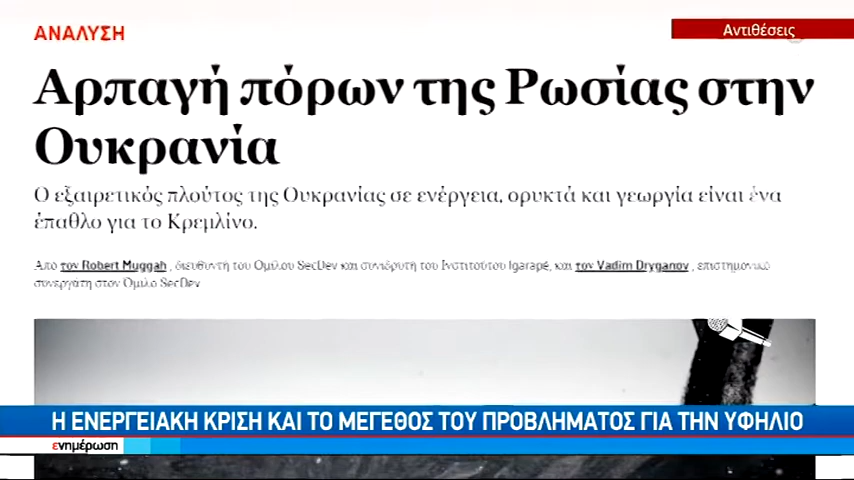 ΑΝΑΛΥΣΗ
Αντιθέσεις
Αρπαγή πόρων της Ρωσίας στην
Ουκρανία
Ο εξαιρετικός πλούτος της Ουκρανίας σε ενέργεια, ορυκτά και γεωργία είναι ένα
έπαθλο για το Κρεμλίνο.
Από τον Robert Muggah , διευθυντή του Ομίλου SecDev και συνιδρυτή του Ινστιτούτου Igarapé, και τον Vadim Dryganov , επιστημονικό
συνεργάτη στον Όμιλο SecDev
Η ΕΝΕΡΓΕΙΑΚΗ ΚΡΙΣΗ ΚΑΙ ΤΟ ΜΕΓΕΘΟΣ ΤΟΥ ΠΡΟΒΛΗΜΑΤΟΣ ΓΙΑ ΤΗΝ ΥΦΗΛΙΟ
ενημέρωση